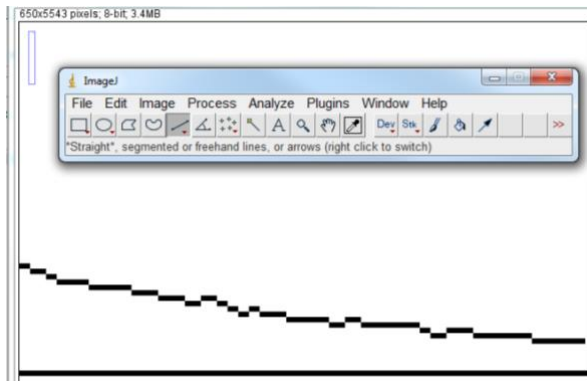 650x5543 pixels; 8-bit; 3.4MB
ImageJ
File Edit Image Process Analyze Plugins Window Help
A Dev Stk >>
*Straight*, segmented or freehand lines, or arrows (right click to switch)